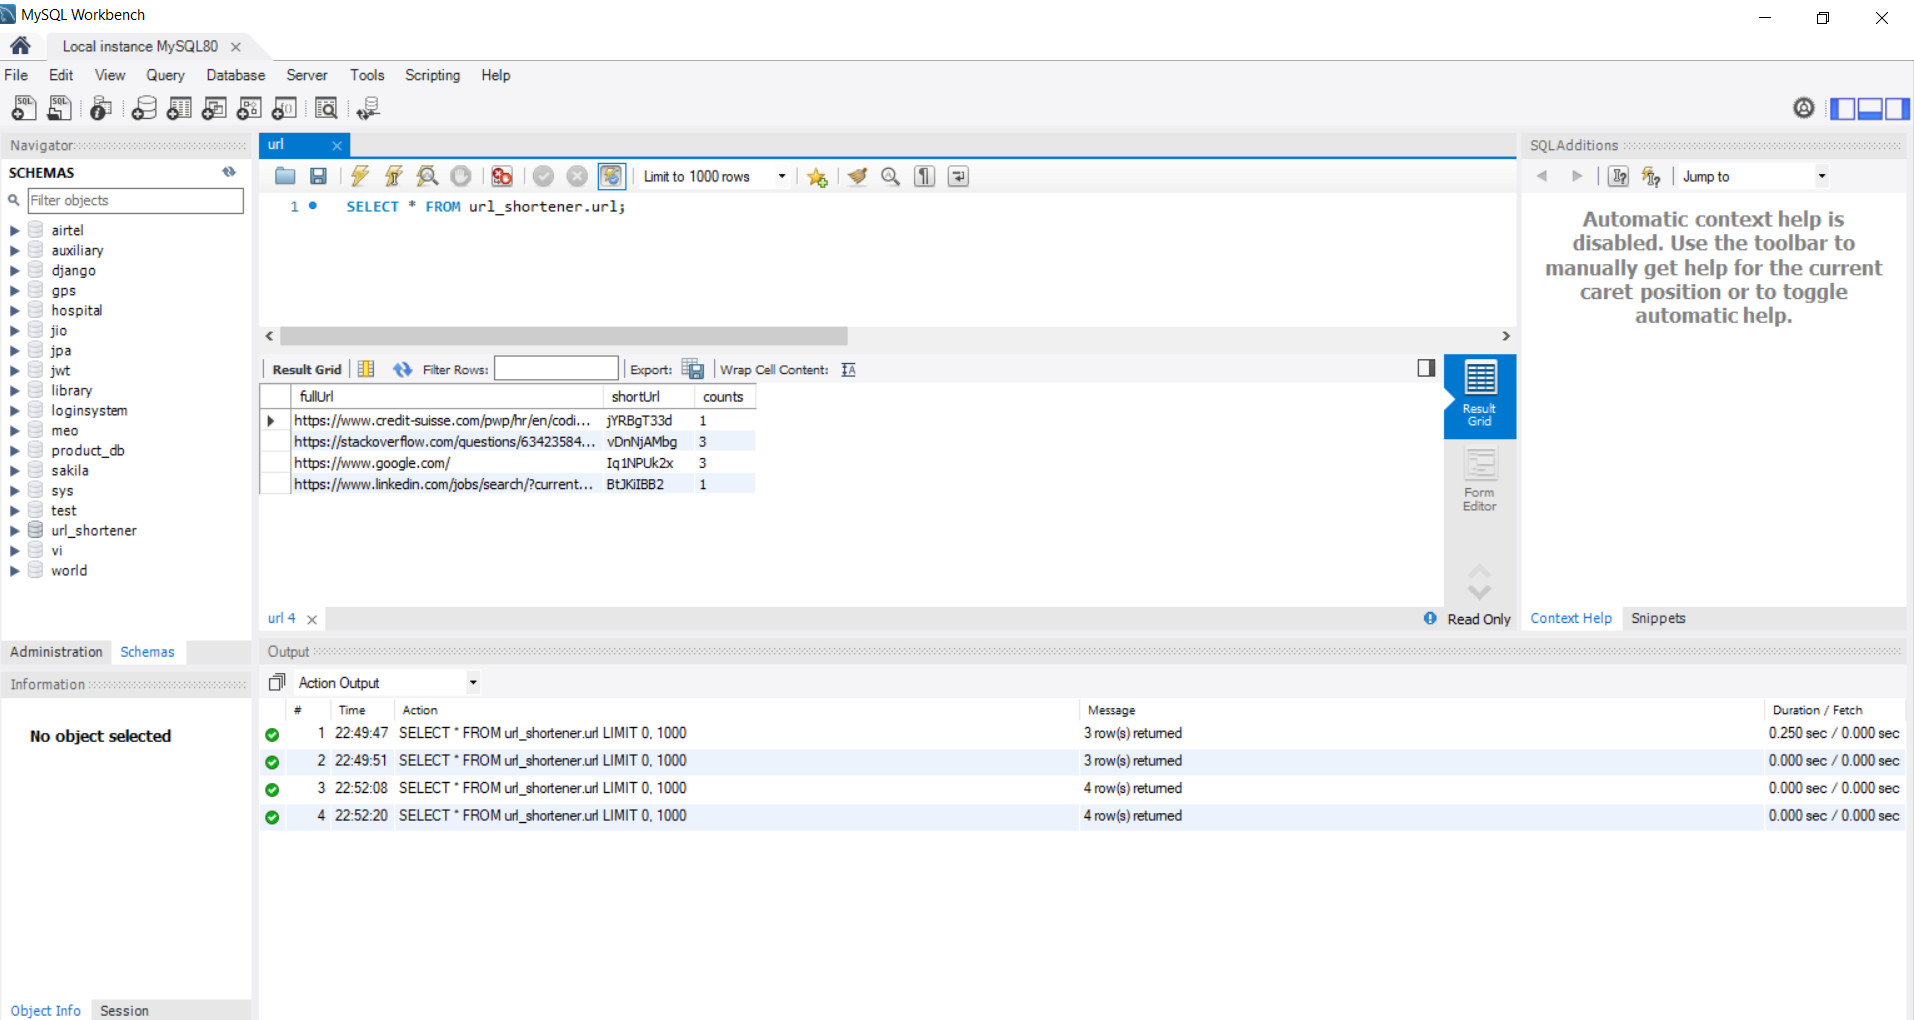 MySQL Workbench
Local instance MySQL80
File Edit View Query Database Server Tools Scripting Help
Navigator
SCHEMAS
Filter objects
airtel
auxiliary
django
gps
hospital
jio
jpa
jwt
library
loginsystem
meo
product_db
sakila
sys
test
url_shortener
vi
world
Administration Schemas
Information
No object selected
Object Info Session
url
Limit to 1000 rows
1 SELECT * FROM url_shortener.url;
Result Grid Filter Rows: Export: Wrap Cell Content:
fullUrl shortUrl counts
https://www.credit-suisse.com/pwp/hr/en/codi... jYRBgT33d 1
https://stackoverflow.com/questions/63423584... vDnNjAMbg 3
https://www.google.com/ Iq1NPUk2x 3
https://www.linkedin.com/jobs/search/?current... BtJKiIBB2 1
Result
Grid
Form
Editor
url 4
Read Only
SQLAdditions
Jump to
Automatic context help is
disabled. Use the toolbar to
manually get help for the current
caret position or to toggle
automatic help.
Context Help Snippets
Output
Action Output
# Time Action Message Duration / Fetch
1 22:49:47 SELECT * FROM url_shortener.url LIMIT 0, 1000 3 row(s) returned 0.250 sec / 0.000 sec
2 22:49:51 SELECT * FROM url_shortener.url LIMIT 0, 1000 3 row(s) returned 0.000 sec / 0.000 sec
3 22:52:08 SELECT * FROM url_shortener.url LIMIT 0, 1000 4 row(s) returned 0.000 sec / 0.000 sec
4 22:52:20 SELECT * FROM url_shortener.url LIMIT 0, 1000 4 row(s) returned 0.000 sec / 0.000 sec